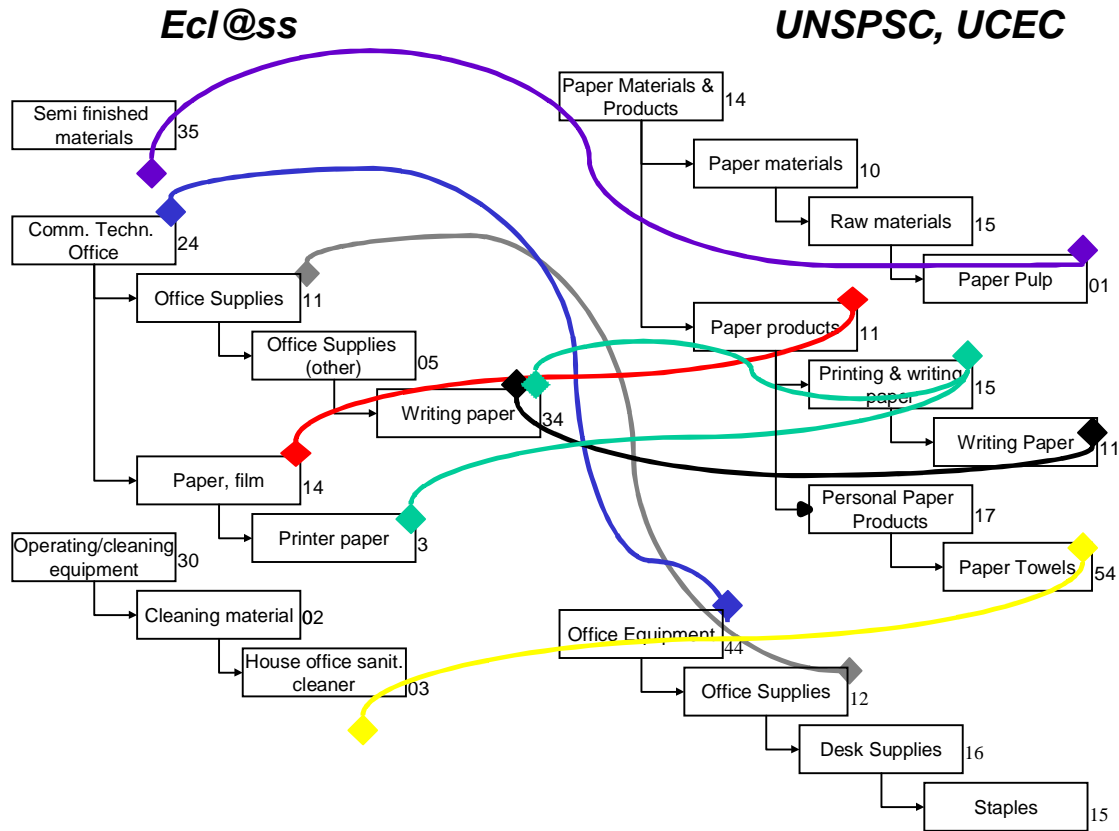 Ecl@ss
UNSPSC, UCEC
Semi finished
materials
35
Comm. Techn.
Office
24
Office Supplies
11
Office Supplies
(other)
05
Writing paper
34
Paper, film
14
Printer paper
3
Operating/cleaning
equipment
30
Cleaning material
02
House office sanit.
cleaner
03
Paper Materials &
Products
14
Paper materials
10
Raw materials
15
Paper Pulp
01
Paper products
11
Printing & writing
paper
15
Writing Paper
11
Personal Paper
Products
17
Paper Towels
54
Office Equipment
44
Office Supplies
12
Desk Supplies
16
Staples
15